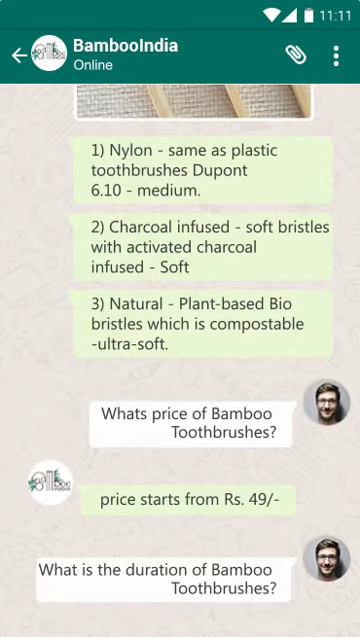 11:11
BambooIndia
Online
1) Nylon - same as plastic
toothbrushes Dupont
6.10 - medium.
2) Charcoal infused - soft bristles
with activated charcoal
infused - Soft
3) Natural - Plant-based Bio
bristles which is compostable
-ultra-soft.
Whats price of Bamboo
Toothbrushes?
price starts from Rs. 49/-
What is the duration of Bamboo
Toothbrushes?